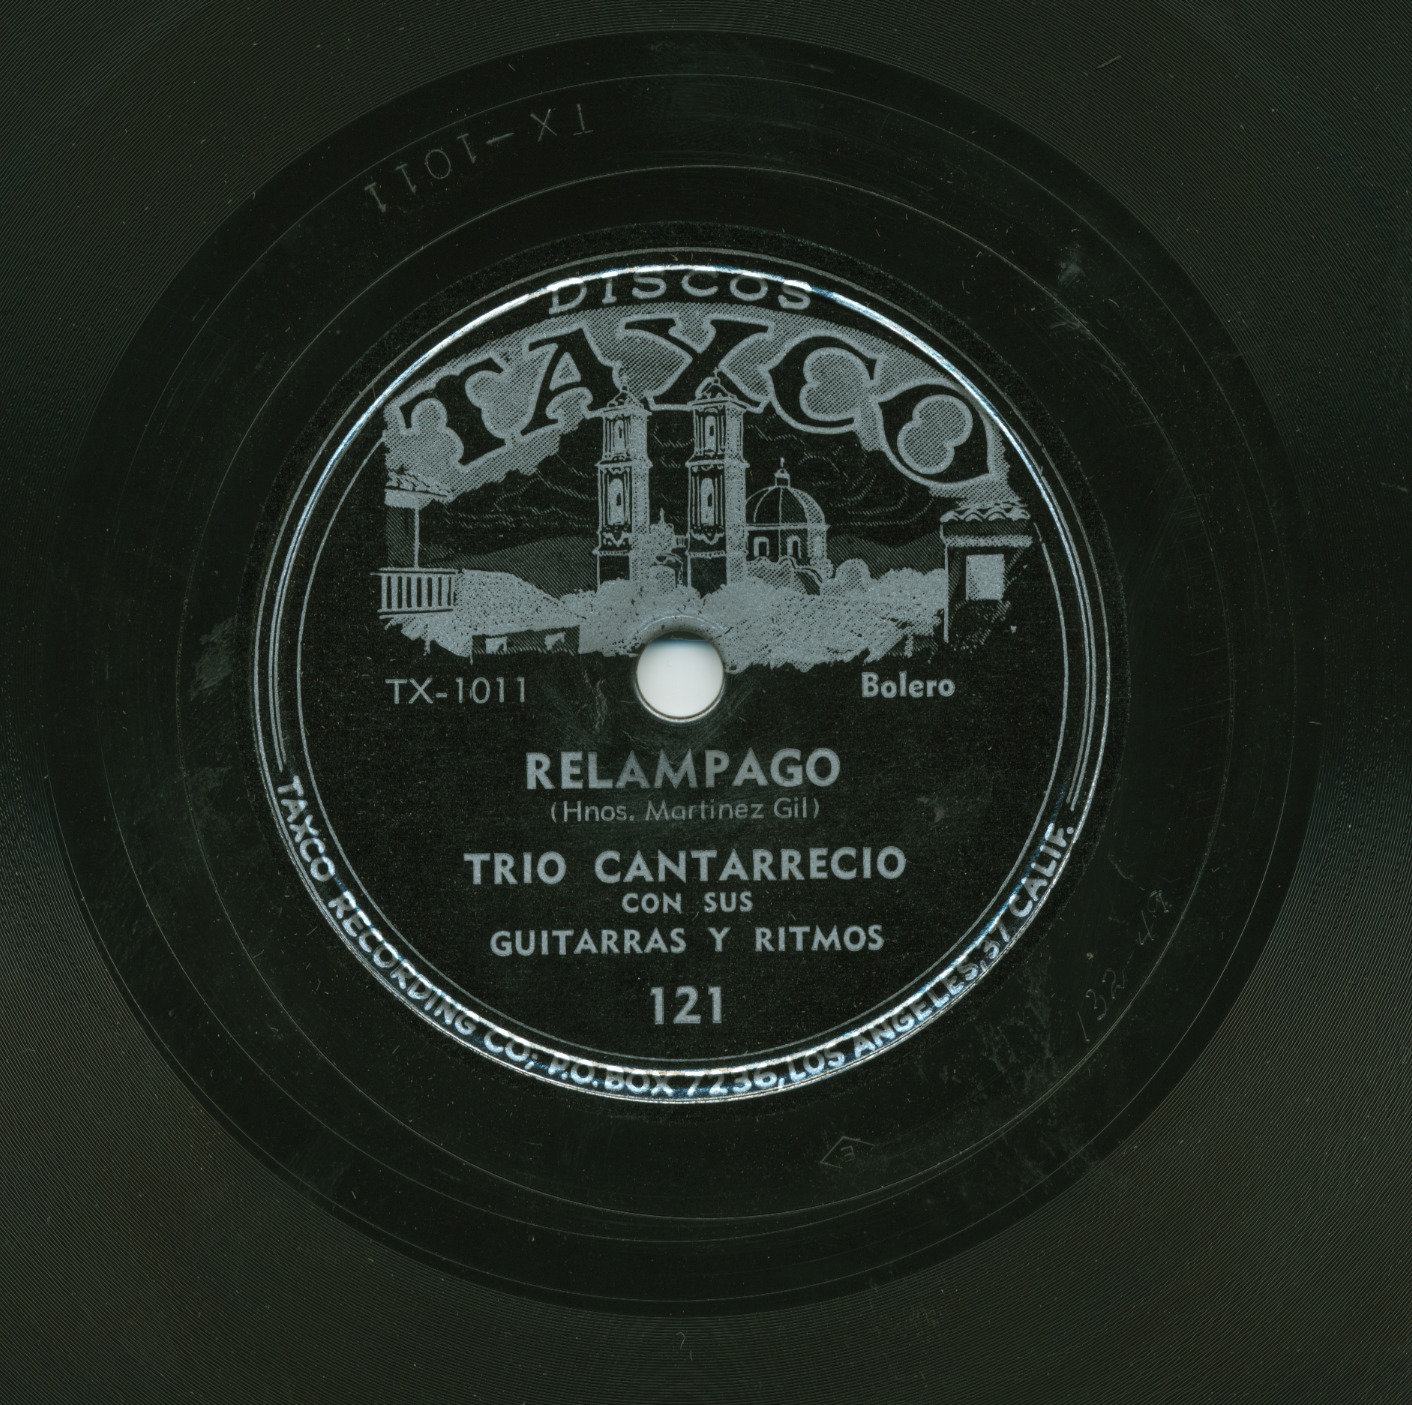 TX-1011
DISCOS
TAXCO
TX-1011
Bolero
RELAMPAGO
(Hnos. Martinez Gil)
TRIO CANTARRECIO
CON SUS
GUITARRAS Y RITMOS
121
TAXCO RECORDING CO; P.O. BOX 7236, LOS ANGELES, 37 CALIF.
E